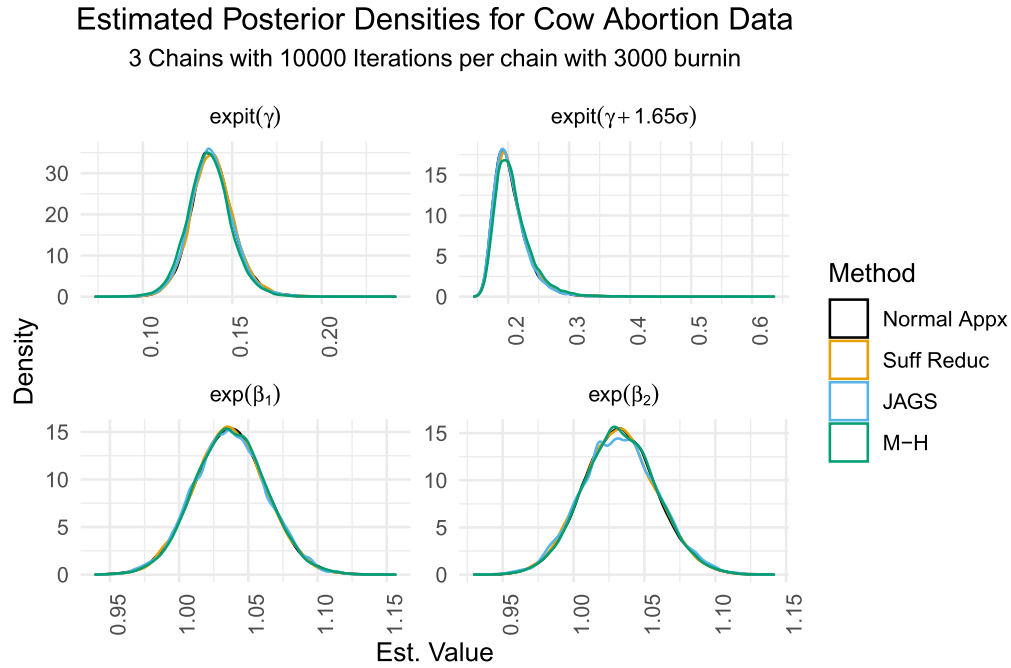 Estimated Posterior Densities for Cow Abortion Data
3 Chains with 10000 Iterations per chain with 3000 burnin
expit(γ)
expit(γ + 1.65σ)
30
20
10
0
0.10
0.15
0.20
15
10
5
0
0.2
0.3
0.4
0.5
0.6
exp(β₁)
exp(β₂)
15
10
5
0
0.95
1.00
1.05
1.10
1.15
15
10
5
0
0.95
1.00
1.05
1.10
1.15
Density
Est. Value
Method
Normal Appx
Suff Reduc
JAGS
M−H